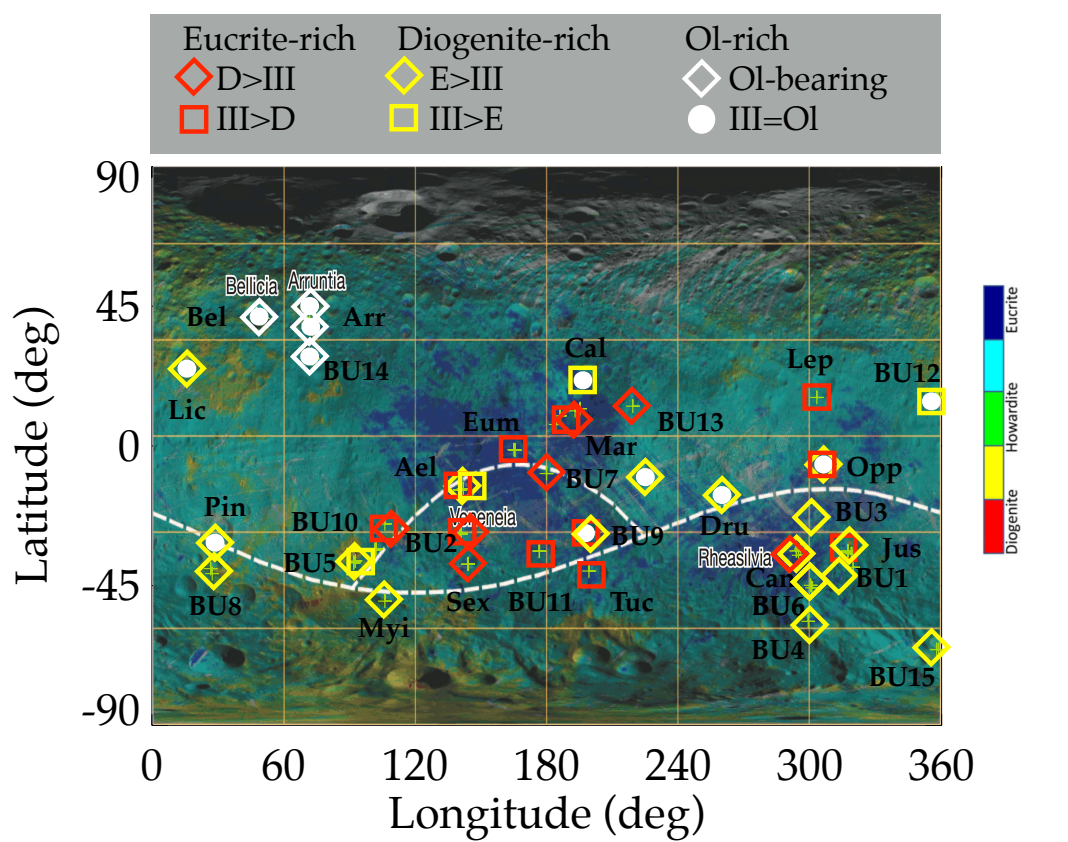 Eucrite-rich Diogenite-rich Ol-rich
D>III E>III Ol-bearing
III>D III>E III=Ol
90
45
0
-45
-90
Latitude (deg)
Bellicia Arruntia
Bel Arr
BU14
Lic
Cal
Lep
BU12
Eum
BU13
Mar
Ael
BU7
Opp
Pin
Veneneia
BU10
BU2
BU9
Dru
BU3
BU5
Rheasilvia
Jus
Can
BU1
BU8
Sex BU11 Tuc
BU6
Myi
BU4
BU15
0 60 120 180 240 300 360
Longitude (deg)
Eucrite
Howardite
Diogenite